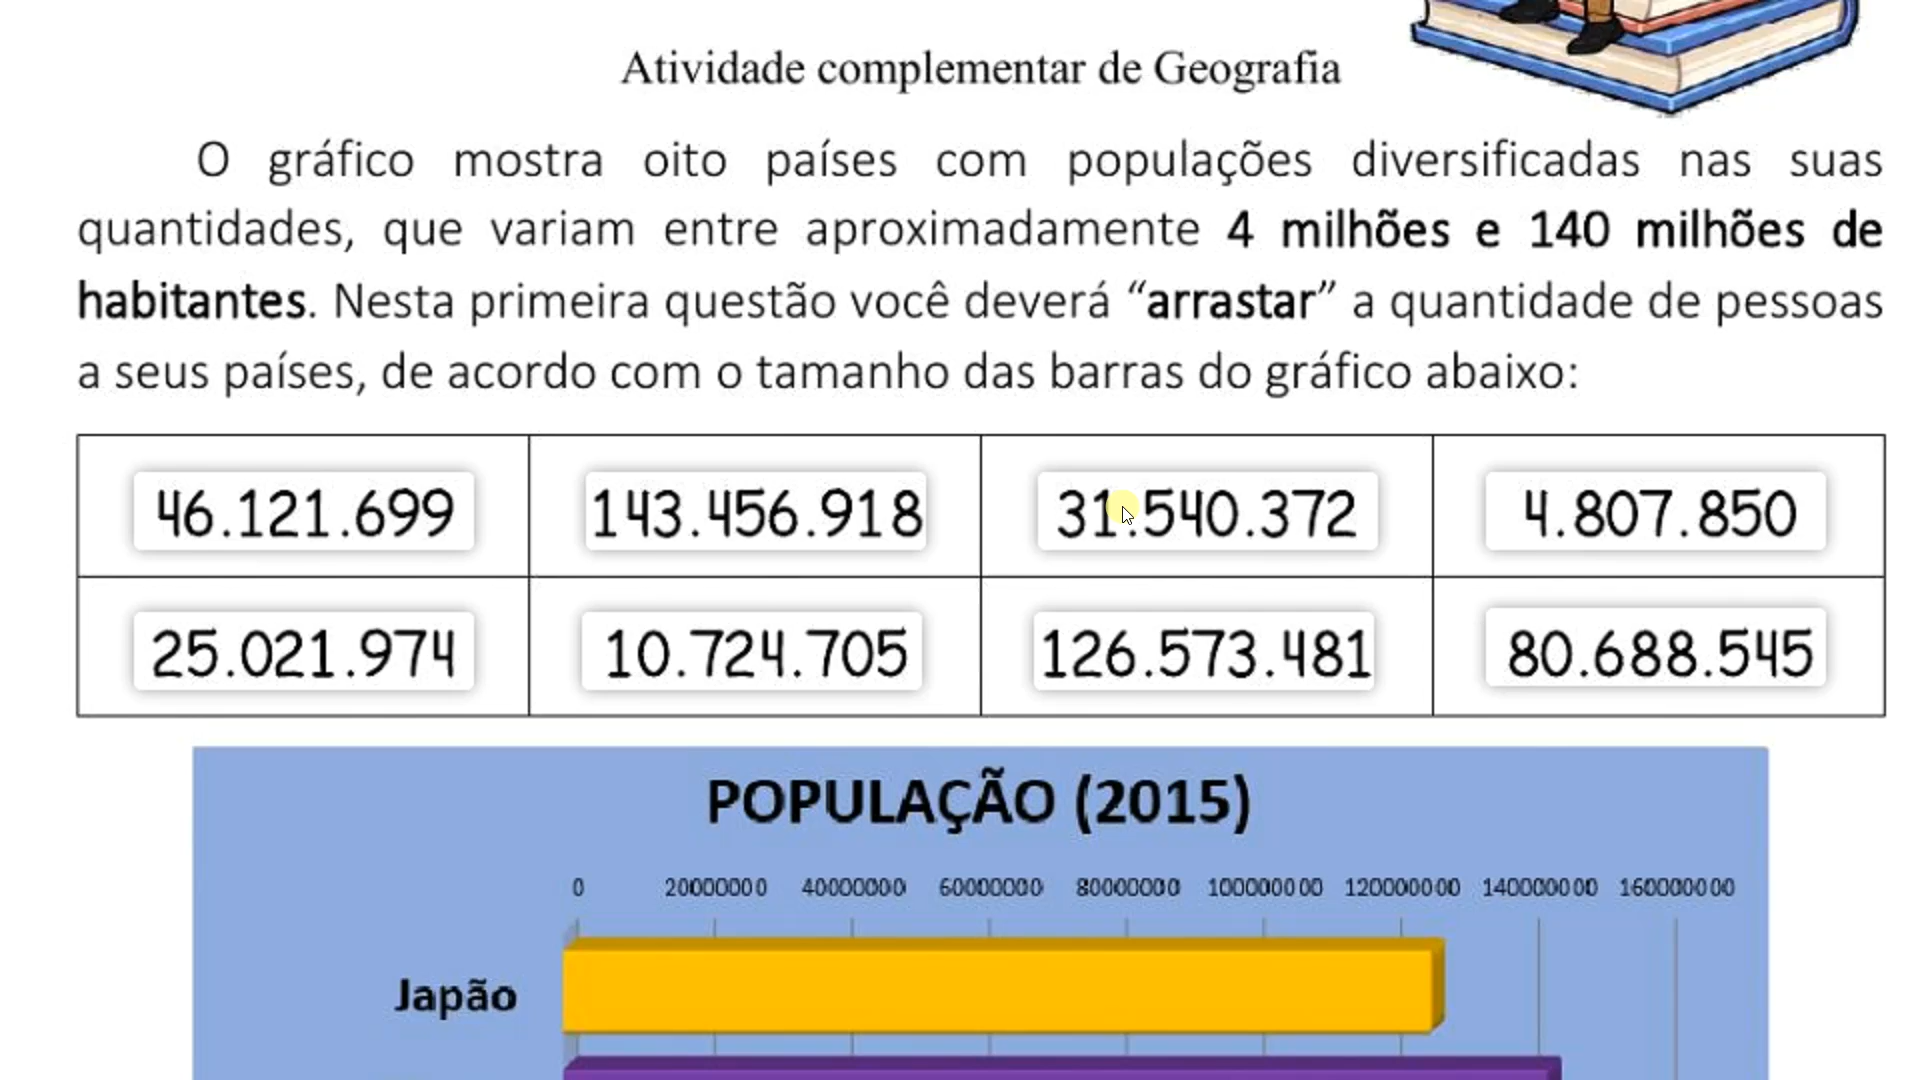 Atividade complementar de Geografia
O gráfico mostra oito países com populações diversificadas nas suas
quantidades, que variam entre aproximadamente 4 milhões e 140 milhões de
habitantes. Nesta primeira questão você deverá “arrastar” a quantidade de pessoas
a seus países, de acordo com o tamanho das barras do gráfico abaixo:
46.121.699 143.456.918 31.540.372 4.807.850
25.021.974 10.724.705 126.573.481 80.688.545
POPULAÇÃO (2015)
0 20000000 40000000 60000000 80000000 100000000 120000000 140000000 160000000
Japão